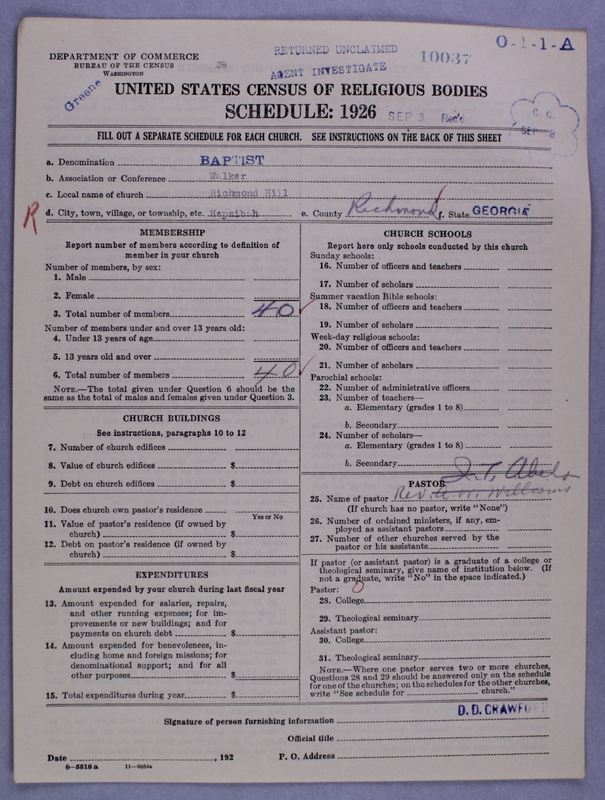 O-1-1-A
RETURNED UNCLAIMED
10037
DEPARTMENT OF COMMERCE
BUREAU OF THE CENSUS
WASHINGTON
39
AGENT INVESTIGATE
Greene
UNITED STATES CENSUS OF RELIGIOUS BODIES
SCHEDULE: 1926
SEP 3 Rec'd
C. C.
SEP 8
FILL OUT A SEPARATE SCHEDULE FOR EACH CHURCH. SEE INSTRUCTIONS ON THE BACK OF THIS SHEET
a. Denomination BAPTIST
b. Association or Conference Walker
c. Local name of church Richmond Hill
R d. City, town, village, or township, etc. Hepzibah e. County Richmond f. State GEORGIA
MEMBERSHIP
Report number of members according to definition of
member in your church
Number of members, by sex:
1. Male
2. Female
3. Total number of members 40
Number of members under and over 13 years old:
4. Under 13 years of age
5. 13 years old and over
6. Total number of members 40
NOTE.—The total given under Question 6 should be the
same as the total of males and females given under Question 3.
CHURCH BUILDINGS
See instructions, paragraphs 10 to 12
7. Number of church edifices
8. Value of church edifices $
9. Debt on church edifices $
10. Does church own pastor's residence
Yes or No
11. Value of pastor's residence (if owned by
church) $
12. Debt on pastor's residence (if owned by
church) $
EXPENDITURES
Amount expended by your church during last fiscal year
13. Amount expended for salaries, repairs,
and other running expenses; for im-
provements or new buildings; and for
payments on church debt $
14. Amount expended for benevolences, in-
cluding home and foreign missions; for
denominational support; and for all
other purposes $
15. Total expenditures during year $
CHURCH SCHOOLS
Report here only schools conducted by this church
Sunday schools:
16. Number of officers and teachers
17. Number of scholars
Summer vacation Bible schools:
18. Number of officers and teachers
19. Number of scholars
Week-day religious schools:
20. Number of officers and teachers
21. Number of scholars
Parochial schools:
22. Number of administrative officers
23. Number of teachers—
a. Elementary (grades 1 to 8)
b. Secondary
24. Number of scholars—
a. Elementary (grades 1 to 8)
b. Secondary
PASTOR
25. Name of pastor Rev. Williams
(If church has no pastor, write "None")
26. Number of ordained ministers, if any, em-
ployed as assistant pastors
27. Number of other churches served by the
pastor or his assistants
If pastor (or assistant pastor) is a graduate of a college or
theological seminary, give name of institution below. (If
not a graduate, write "No" in the space indicated.)
Pastor: 0
28. College
29. Theological seminary
Assistant pastor:
30. College
31. Theological seminary
NOTE.—Where one pastor serves two or more churches,
Questions 28 and 29 should be answered only on the schedule
for one of the churches; on the schedules for the other churches,
write "See schedule for church."
D. D. CRAWFORD
Signature of person furnishing information
Official title
Date , 192 P. O. Address
6-5518a 11-9034a